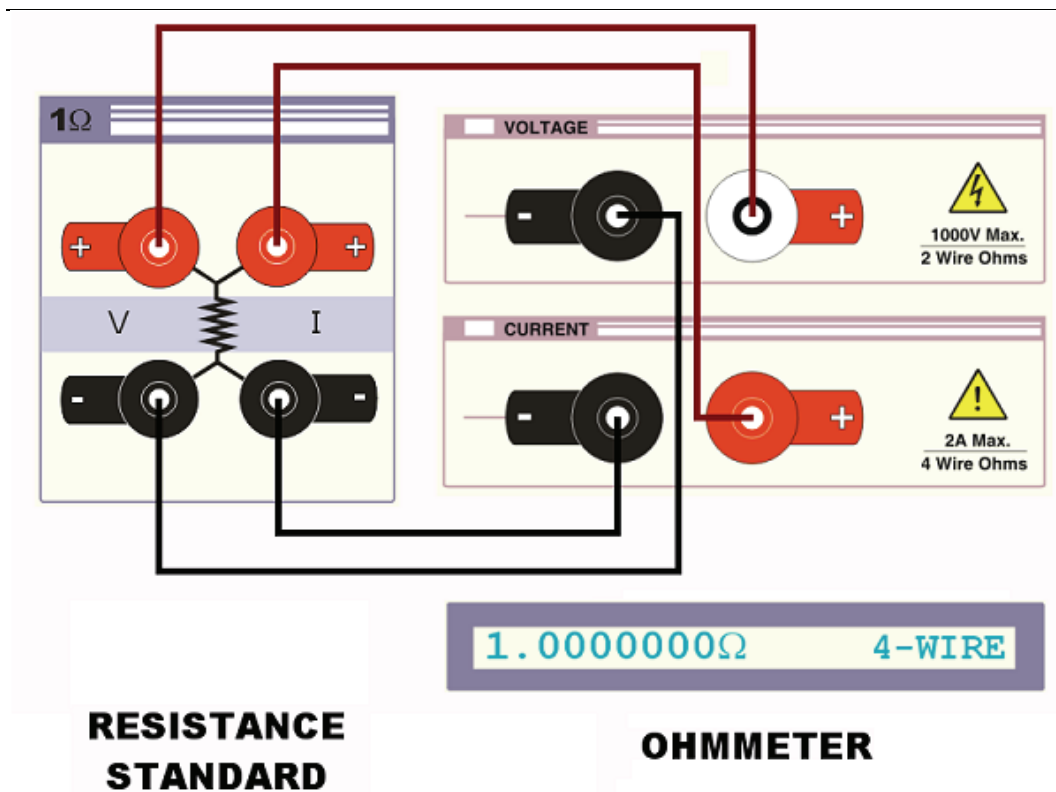 1Ω
+
+
V
I
-
-
VOLTAGE
-
+
1000V Max.
2 Wire Ohms
CURRENT
-
+
!
2A Max.
4 Wire Ohms
1.0000000Ω 4-WIRE
RESISTANCE
STANDARD
OHMMETER